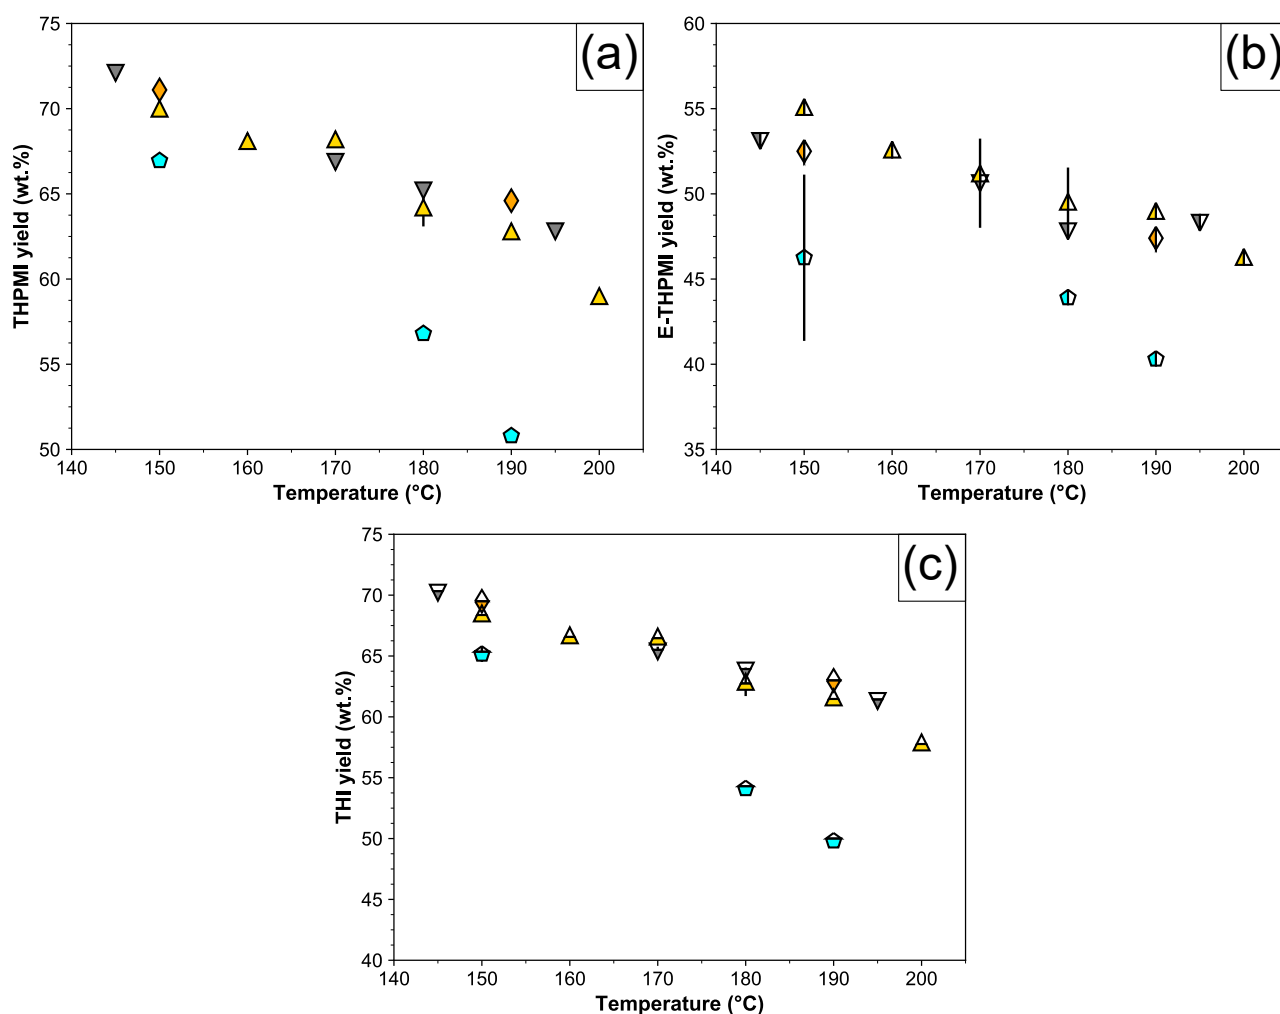 (a)
75
70
65
60
55
50
THPMI yield (wt.%)
140 150 160 170 180 190 200
Temperature (°C)
(b)
60
55
50
45
40
35
E-THPMI yield (wt.%)
140 150 160 170 180 190 200
Temperature (°C)
(c)
75
70
65
60
55
50
45
40
THI yield (wt.%)
140 150 160 170 180 190 200
Temperature (°C)